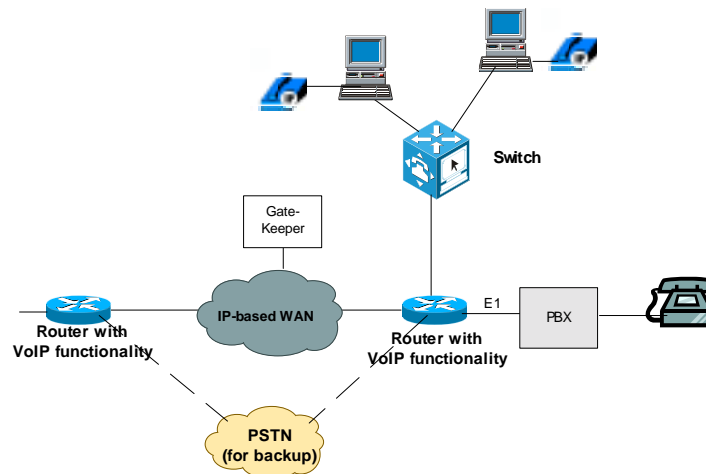 Switch
Gate-
Keeper
E1
PBX
IP-based WAN
Router with
VoIP functionality
Router with
VoIP functionality
PSTN
(for backup)